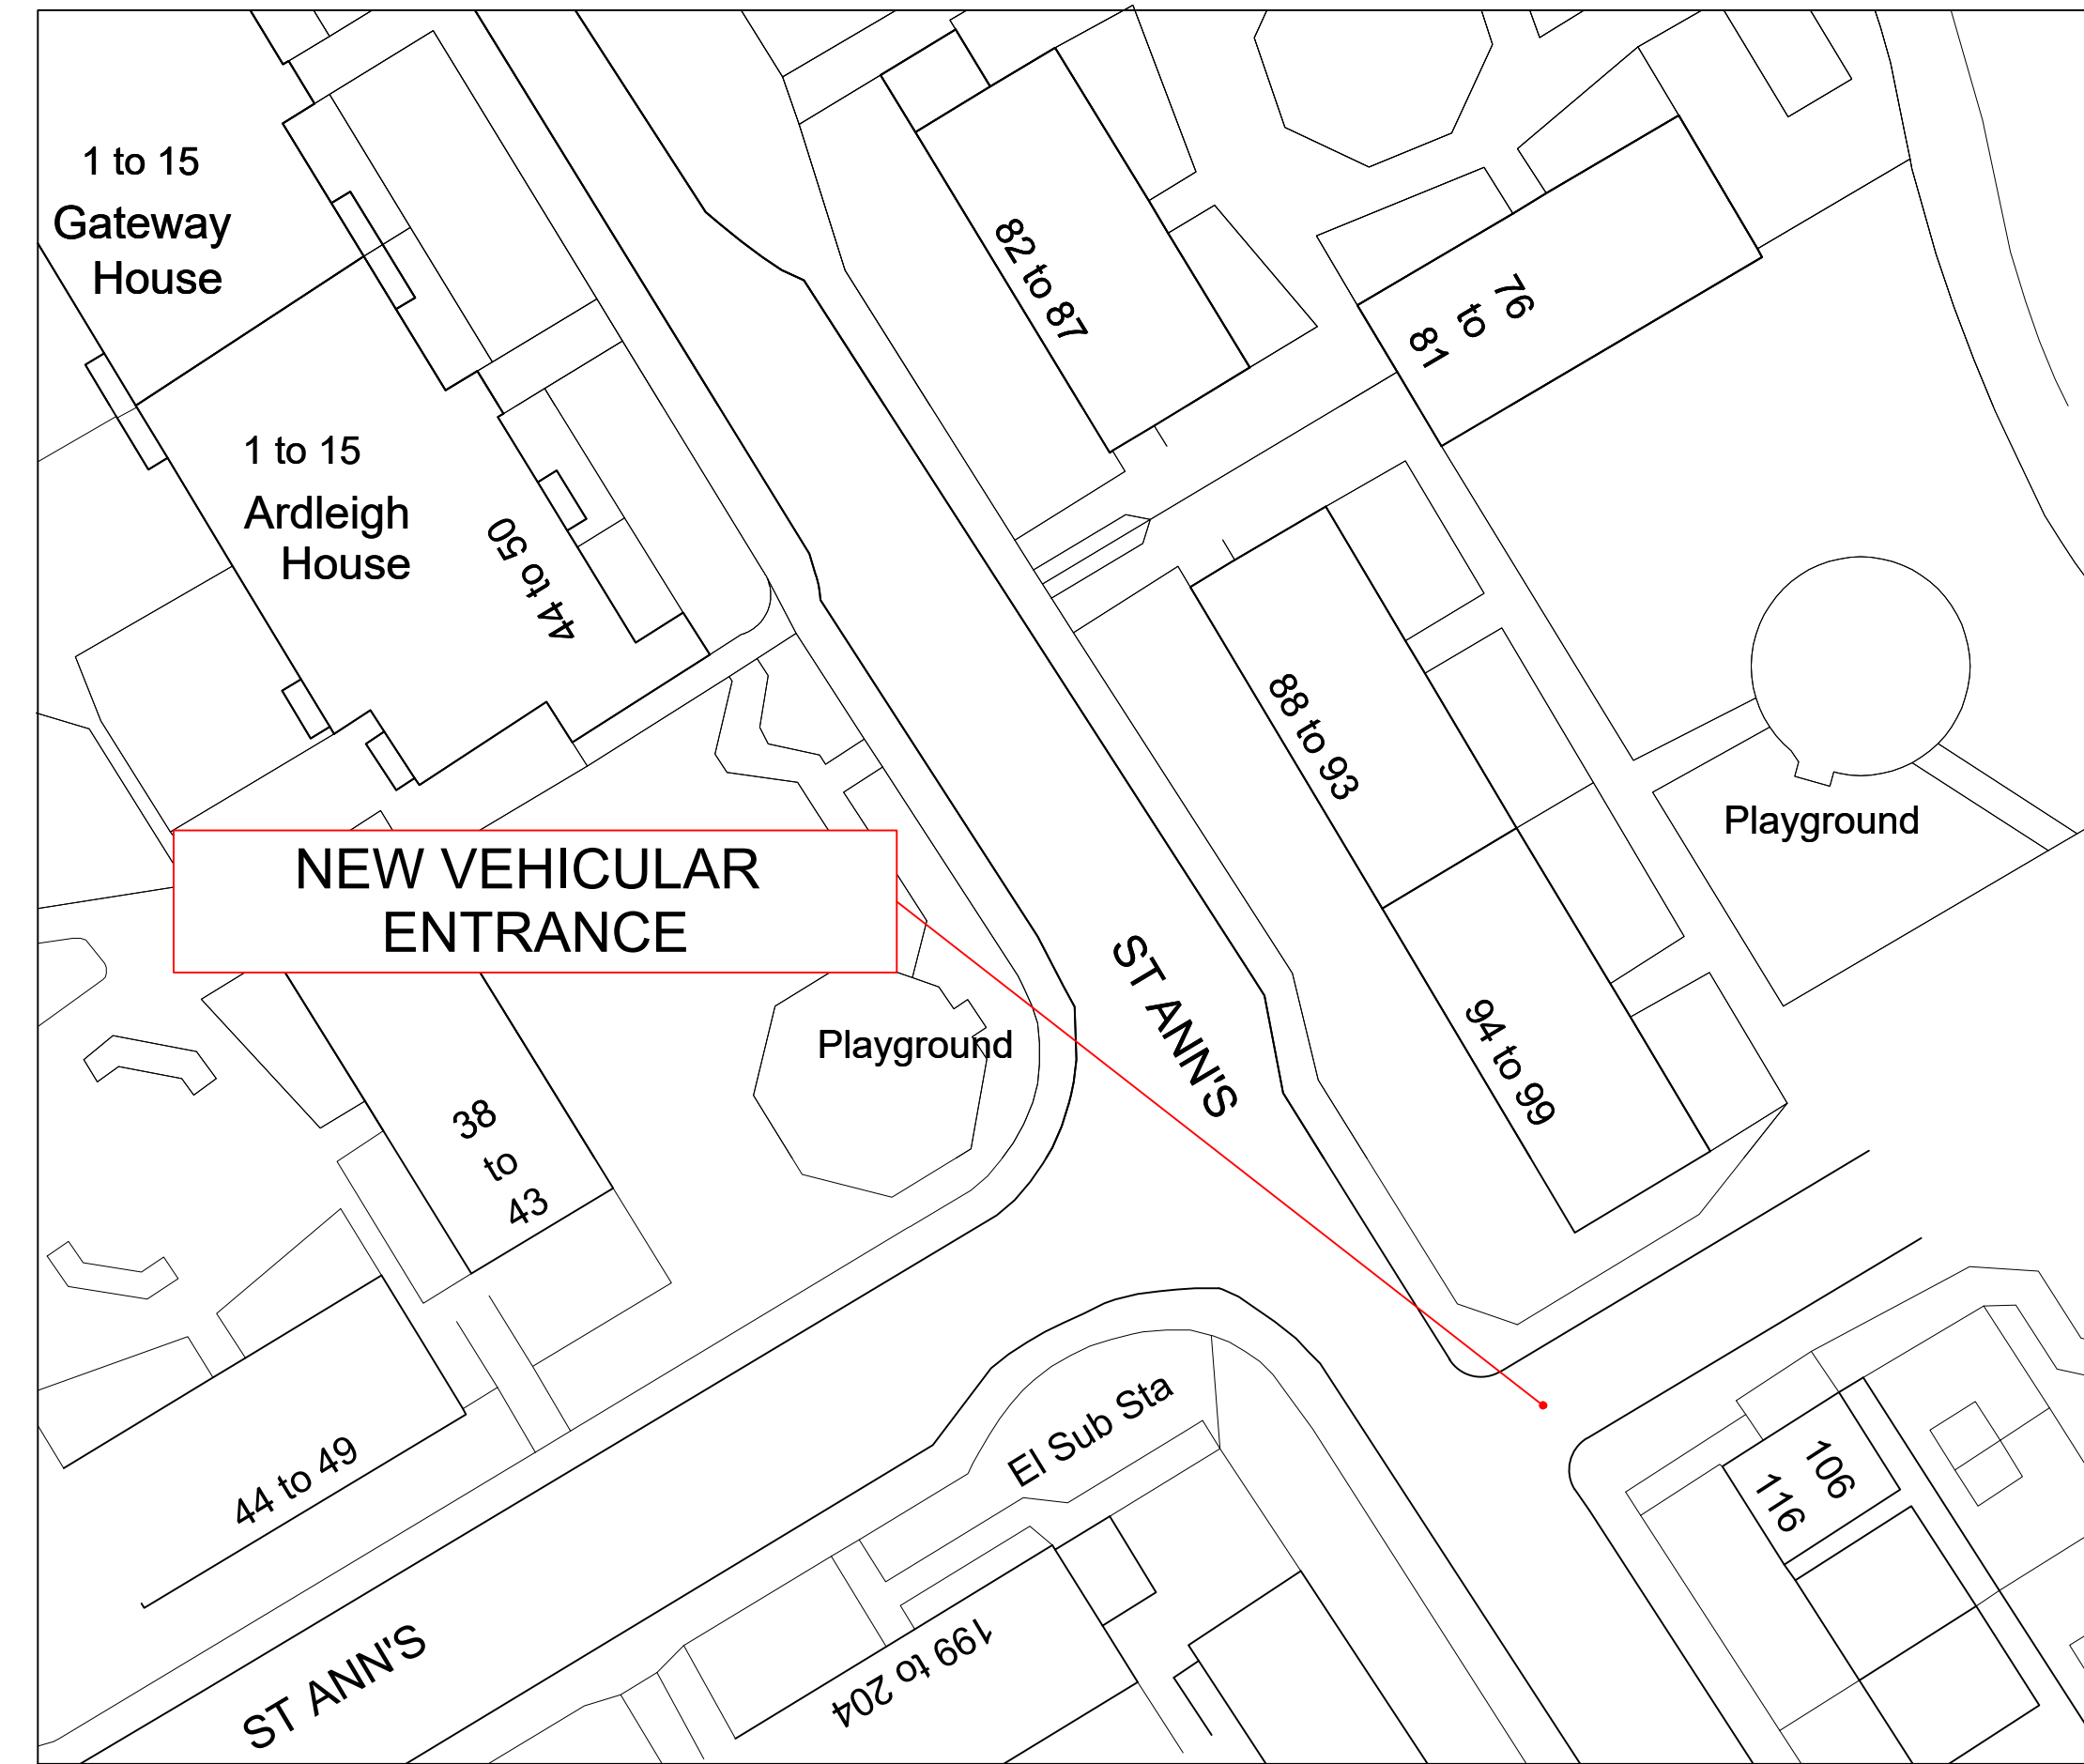 1 to 15
Gateway
House
82 to 87
76
to
81
1 to 15
Ardleigh
House
44 to 50
88 to 93
Playground
NEW VEHICULAR
ENTRANCE
ST ANN'S
94 to 99
Playground
38
to
43
El Sub Sta
44 to 49
106
116
199 to 204
ST ANN'S